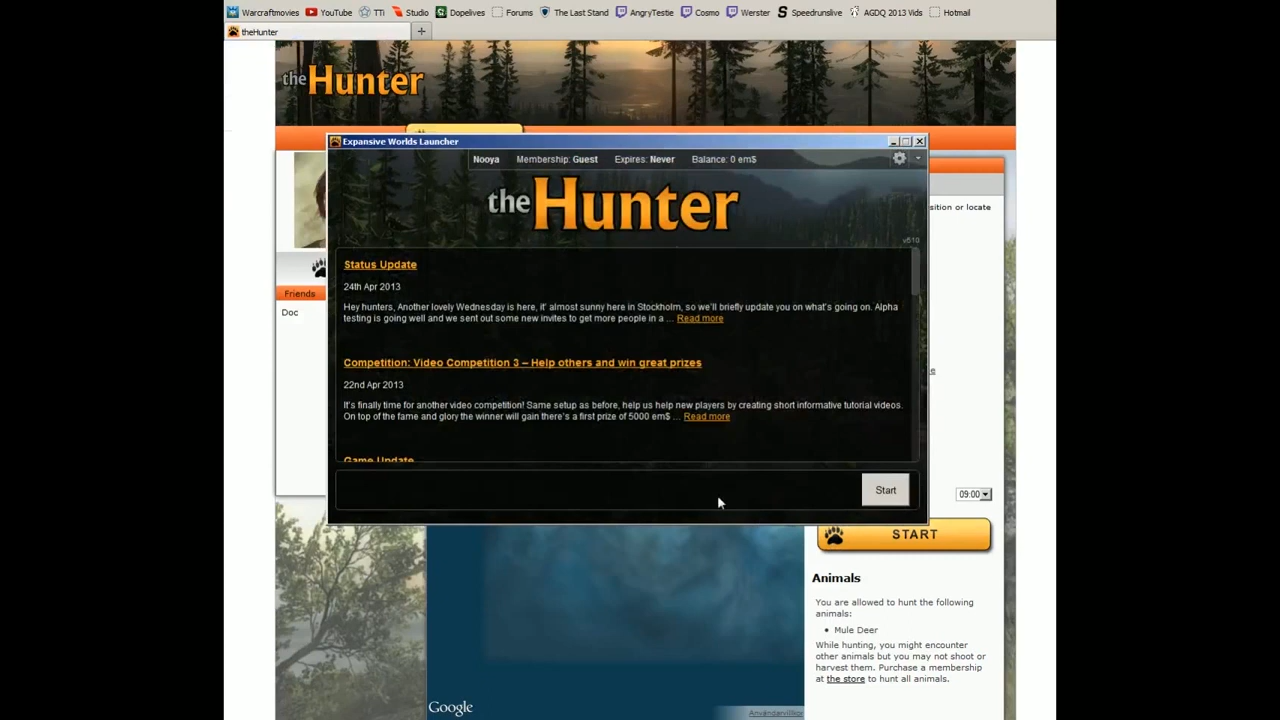 Warcraftmovies YouTube TTi Studio Dopelives Forums The Last Stand AngryTestie Cosmo Werster Speedrunslive AGDQ 2013 Vids Hotmail
theHunter +
theHunter
Expansive Worlds Launcher
Nooya Membership: Guest Expires: Never Balance: 0 em$
theHunter
v510
Status Update
24th Apr 2013
Hey hunters, Another lovely Wednesday is here, it' almost sunny here in Stockholm, so we'll briefly update you on what's going on. Alpha
testing is going well and we sent out some new invites to get more people in a ... Read more
Competition: Video Competition 3 – Help others and win great prizes
22nd Apr 2013
It's finally time for another video competition! Same setup as before, help us help new players by creating short informative tutorial videos.
On top of the fame and glory the winner will gain there's a first prize of 5000 em$ ... Read more
Game Update
Start
Friends
Doc
sition or locate
09:00
START
Animals
You are allowed to hunt the following
animals:
• Mule Deer
While hunting, you might encounter
other animals but you may not shoot or
harvest them. Purchase a membership
at the store to hunt all animals.
Google
Användarvillkor